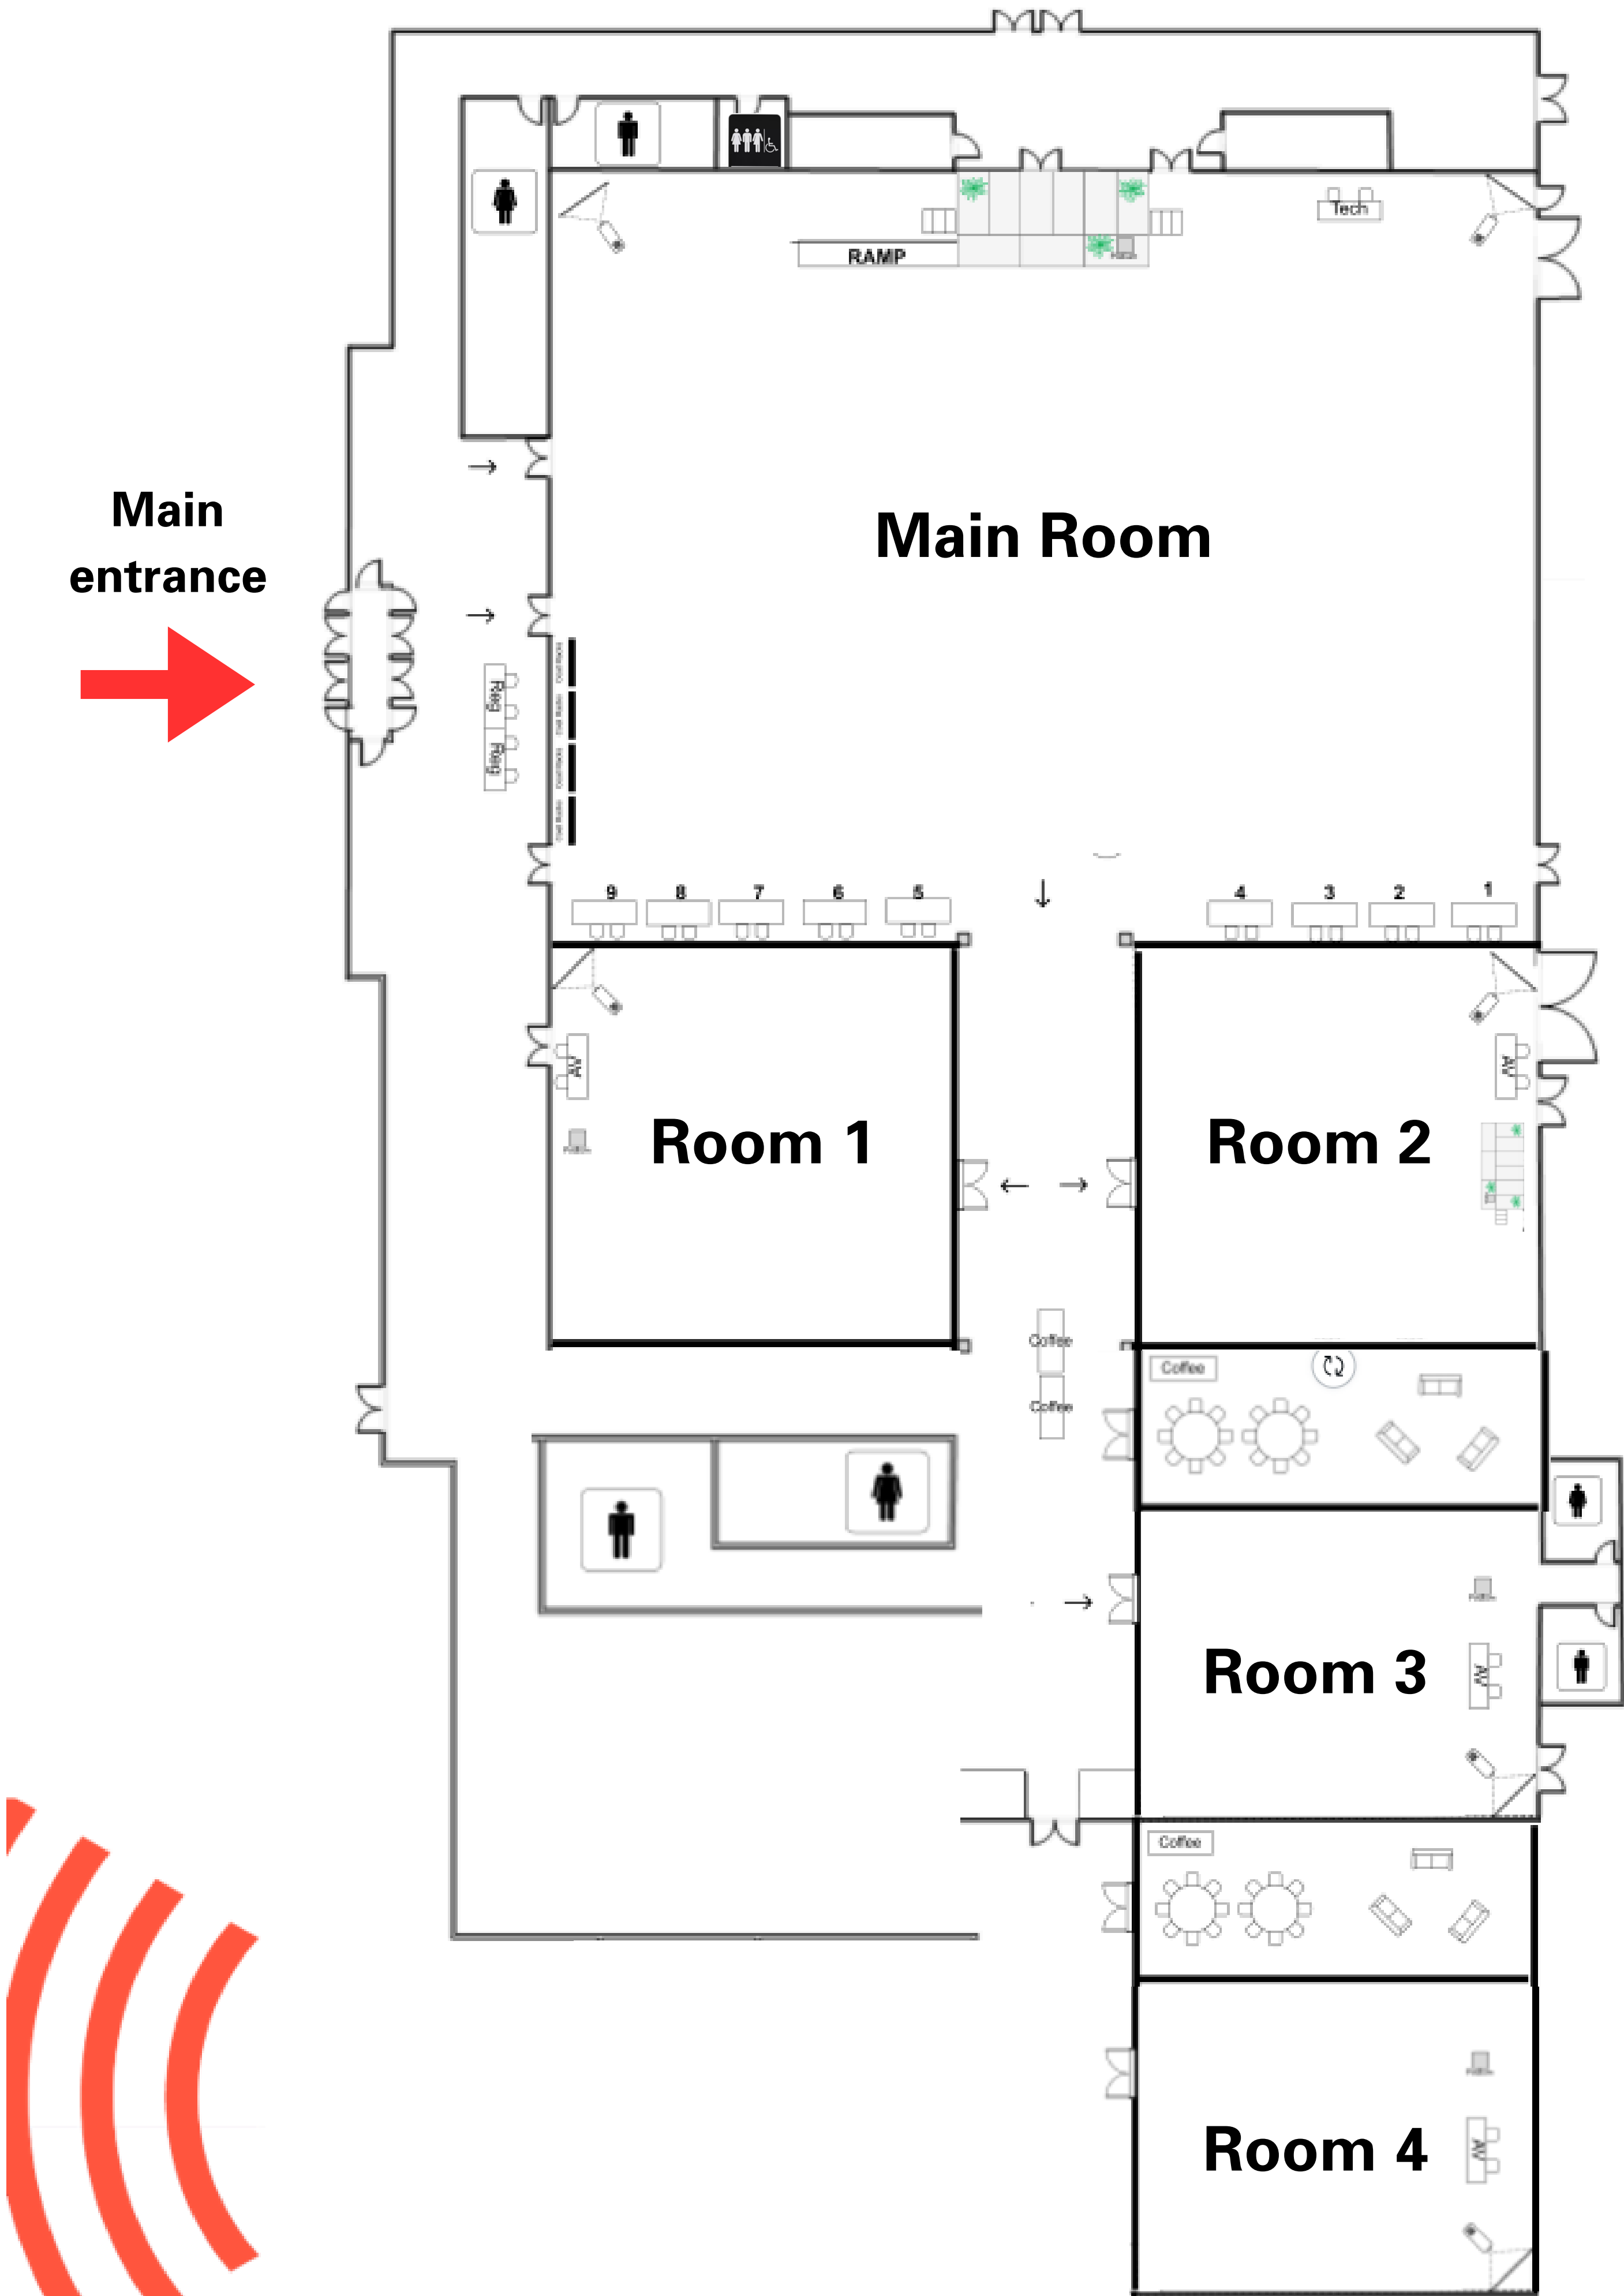 RAMP
Tech
Main
entrance
Main Room
Reg
Reg
9
8
7
6
5
4
3
2
1
AV
AV
Room 1
Room 2
Coffee
Coffee
Coffee
Room 3
AV
Coffee
Room 4
AV